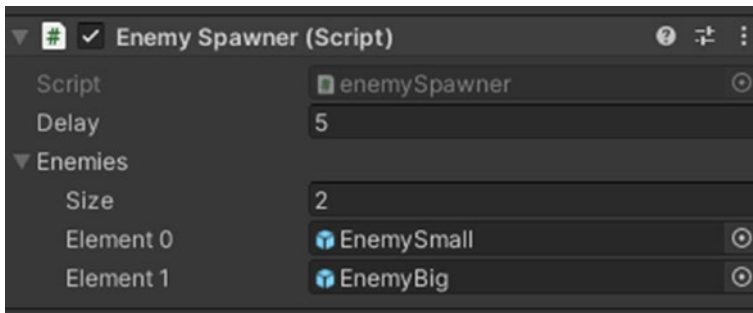 Enemy Spawner (Script)
Script enemySpawner
Delay 5
Enemies
Size 2
Element 0 EnemySmall
Element 1 EnemyBig